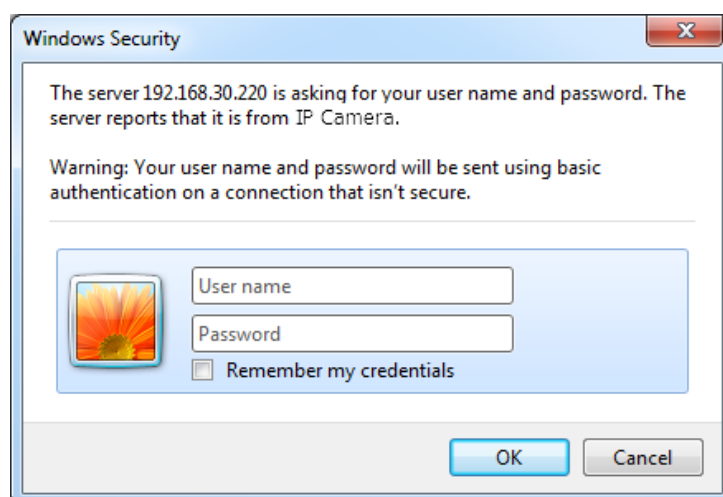 Windows Security
The server 192.168.30.220 is asking for your user name and password. The
server reports that it is from IP Camera.
Warning: Your user name and password will be sent using basic
authentication on a connection that isn't secure.
User name
Password
Remember my credentials
OK Cancel